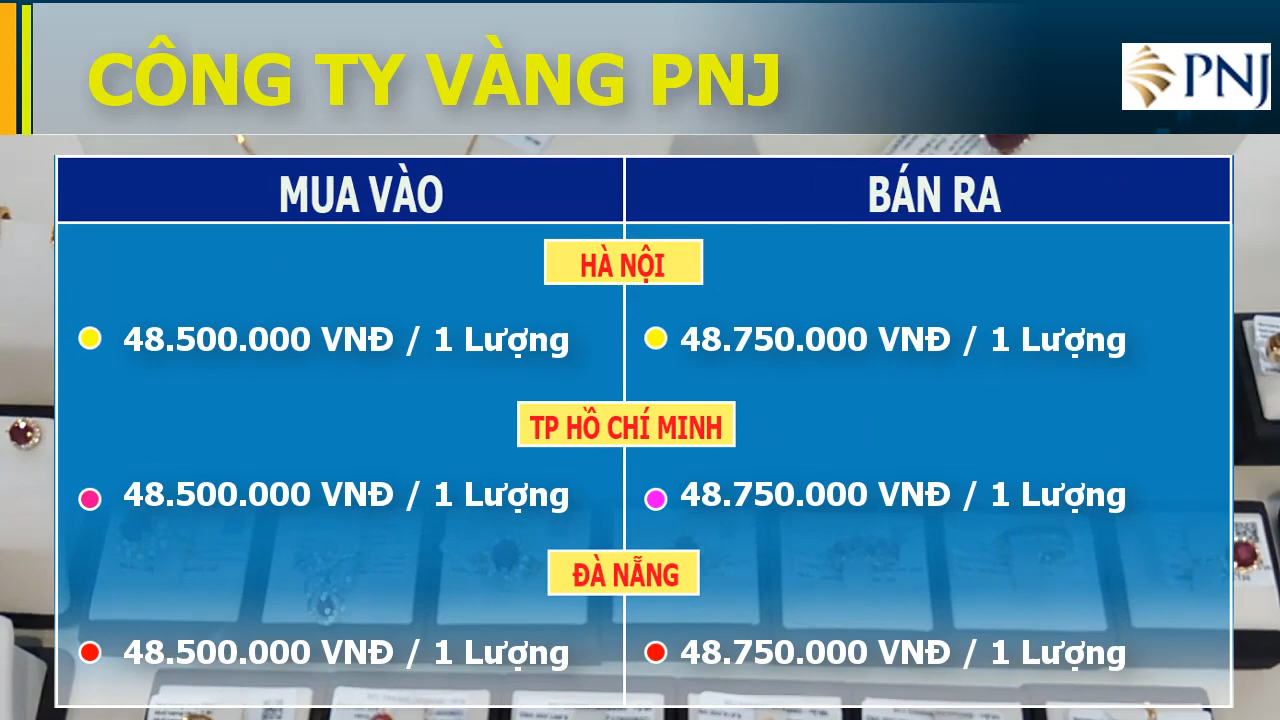 CÔNG TY VÀNG PNJ
PNJ
MUA VÀO
BÁN RA
HÀ NỘI
48.500.000 VNĐ / 1 Lượng
48.750.000 VNĐ / 1 Lượng
TP HỒ CHÍ MINH
48.500.000 VNĐ / 1 Lượng
48.750.000 VNĐ / 1 Lượng
ĐÀ NẴNG
48.500.000 VNĐ / 1 Lượng
48.750.000 VNĐ / 1 Lượng